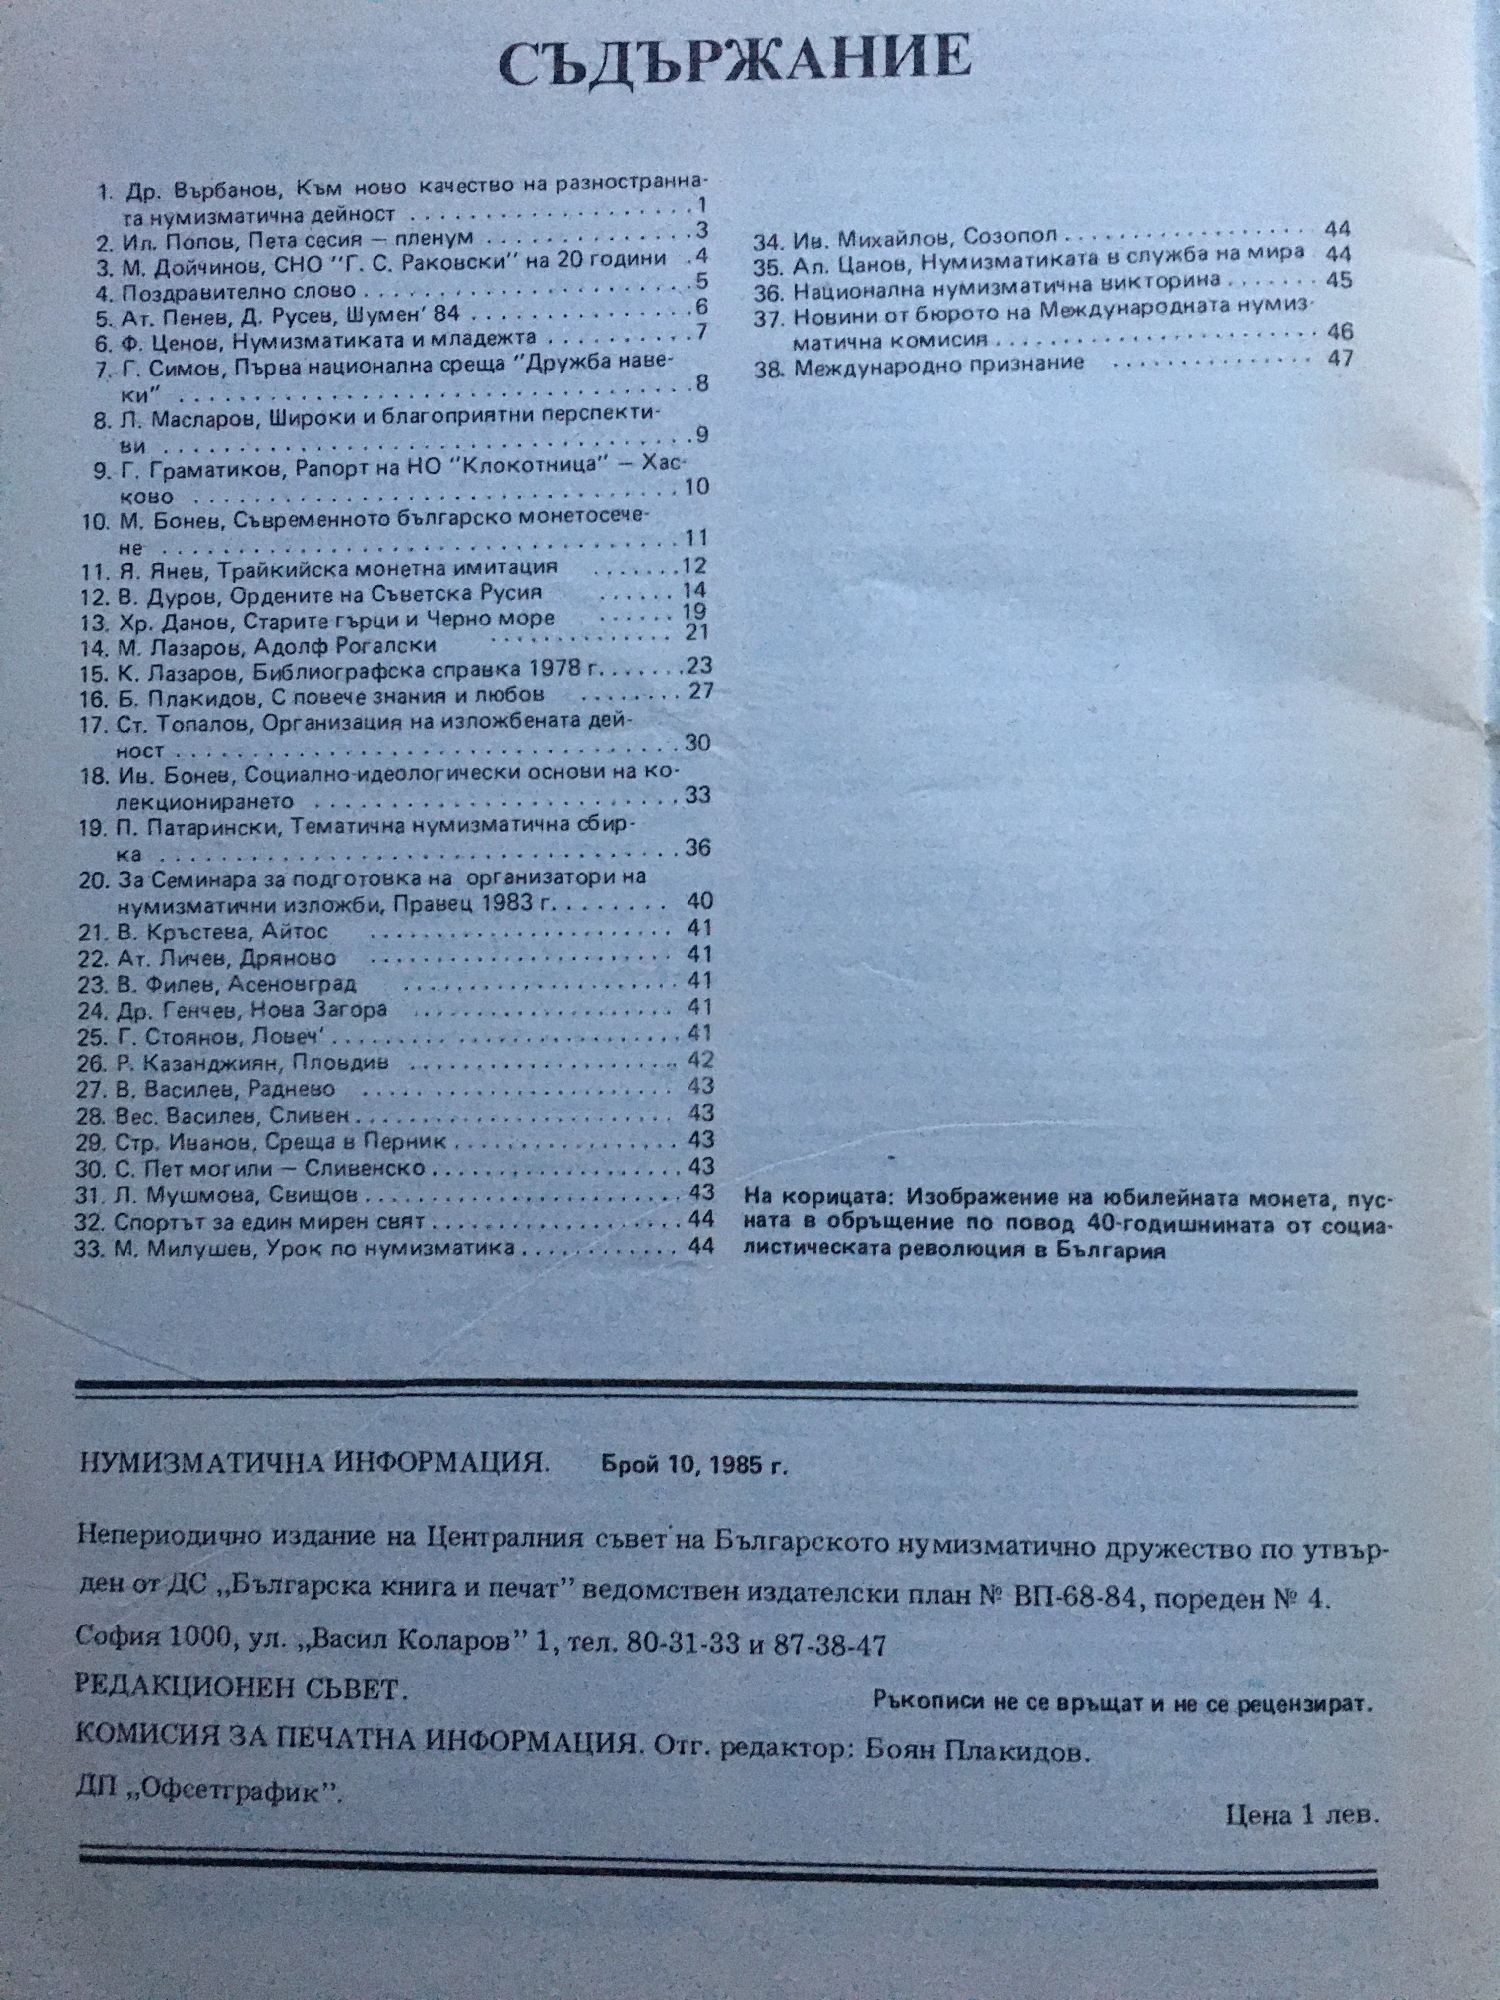 СЪДЪРЖАНИЕ
1. Др. Върбанов, Към ново качество на разностранна-
та нумизматична дейност . . . . . . . . . . . . . . . . . . . 1
2. Ил. Попов, Пета сесия — пленум . . . . . . . . . . . . . . 3
3. М. Дойчинов, СНО "Г. С. Раковски" на 20 години . 4
4. Поздравително слово . . . . . . . . . . . . . . . . . . . . . . 5
5. Ат. Пенев, Д. Русев, Шумен' 84 . . . . . . . . . . . . . . . 6
6. Ф. Ценов, Нумизматиката и младежта . . . . . . . . . . 7
7. Г. Симов, Първа национална среща "Дружба наве-
ки" . . . . . . . . . . . . . . . . . . . . . . . . . . . . . . . . . . 8
8. Л. Масларов, Широки и благоприятни перспекти-
ви . . . . . . . . . . . . . . . . . . . . . . . . . . . . . . . . . . . 9
9. Г. Граматиков, Рапорт на НО "Клокотница" — Хас-
ково . . . . . . . . . . . . . . . . . . . . . . . . . . . . . . . . 10
10. М. Бонев, Съвременното българско монетосече-
не . . . . . . . . . . . . . . . . . . . . . . . . . . . . . . . . . . 11
11. Я. Янев, Трайкийска монетна имитация . . . . . . . 12
12. В. Дуров, Ордените на Съветска Русия . . . . . . 14
13. Хр. Данов, Старите гърци и Черно море . . . . . . 19
14. М. Лазаров, Адолф Рогалски . . . . . . . . . . . . . 21
15. К. Лазаров, Библиографска справка 1978 г. . . . . . . 23
16. Б. Плакидов, С повече знания и любов . . . . . . . . 27
17. Ст. Топалов, Организация на изложбената дей-
ност . . . . . . . . . . . . . . . . . . . . . . . . . . . . . . . . . 30
18. Ив. Бонев, Социално-идеологически основи на ко-
лекционирането . . . . . . . . . . . . . . . . . . . . . . . . 33
19. П. Патарински, Тематична нумизматична сбир-
ка . . . . . . . . . . . . . . . . . . . . . . . . . . . . . . . . . . 36
20. За Семинара за подготовка на организатори на
нумизматични изложби, Правец 1983 г. . . . . . . . . 40
21. В. Кръстева, Айтос . . . . . . . . . . . . . . . . . . . . 41
22. Ат. Личев, Дряново . . . . . . . . . . . . . . . . . . . . 41
23. В. Филев, Асеновград . . . . . . . . . . . . . . . . . . 41
24. Др. Генчев, Нова Загора . . . . . . . . . . . . . . . . . 41
25. Г. Стоянов, Ловеч' . . . . . . . . . . . . . . . . . . . . . . . 41
26. Р. Казанджиян, Пловдив . . . . . . . . . . . . . . . . . . 42
27. В. Василев, Раднево . . . . . . . . . . . . . . . . . . . . . 43
28. Вес. Василев, Сливен . . . . . . . . . . . . . . . . . . . . . 43
29. Стр. Иванов, Среща в Перник . . . . . . . . . . . . . . . 43
30. С. Пет могили — Сливенско . . . . . . . . . . . . . . . . . 43
31. Л. Мушмова, Свищов . . . . . . . . . . . . . . . . . . . . . 43
32. Спортът за един мирен свят . . . . . . . . . . . . . . . . . 44
33. М. Милушев, Урок по нумизматика . . . . . . . . . . . 44
34. Ив. Михайлов, Созопол . . . . . . . . . . . . . . . . . 44
35. Ал. Цанов, Нумизматиката в служба на мира 44
36. Национална нумизматична викторина . . . . . . . 45
37. Новини от бюрото на Международната нумиз-
матична комисия . . . . . . . . . . . . . . . . . . . . . . 46
38. Международно признание . . . . . . . . . . . . . . 47
На корицата: Изображение на юбилейната монета, пус-
ната в обръщение по повод 40-годишнината от социа-
листическата революция в България
НУМИЗМАТИЧНА ИНФОРМАЦИЯ. Брой 10, 1985 г.
Непериодично издание на Централния съвет на Българското нумизматично дружество по утвър-
ден от ДС „Българска книга и печат” ведомствен издателски план № ВП-68-84, пореден № 4.
София 1000, ул. „Васил Коларов” 1, тел. 80-31-33 и 87-38-47
РЕДАКЦИОНЕН СЪВЕТ.
Ръкописи не се връщат и не се рецензират.
КОМИСИЯ ЗА ПЕЧАТНА ИНФОРМАЦИЯ. Отг. редактор: Боян Плакидов.
ДП „Офсетграфик”.
Цена 1 лев.